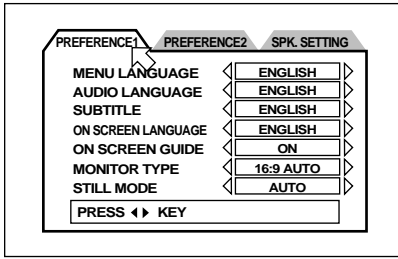 PREFERENCE1 PREFERENCE2 SPK. SETTING
MENU LANGUAGE ENGLISH
AUDIO LANGUAGE ENGLISH
SUBTITLE ENGLISH
ON SCREEN LANGUAGE ENGLISH
ON SCREEN GUIDE ON
MONITOR TYPE 16:9 AUTO
STILL MODE AUTO
PRESS KEY